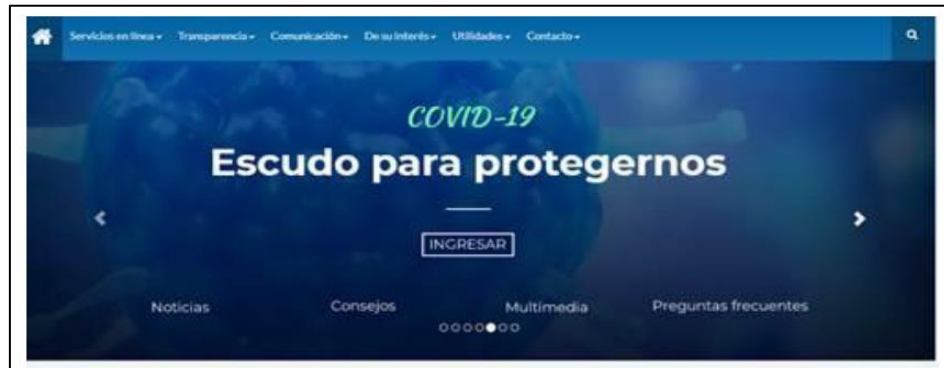 Servicios en línea Transparencia Comunicación De su interés Utilidades Contacto
COVID-19
Escudo para protegernos
INGRESAR
Noticias Consejos Multimedia Preguntas frecuentes